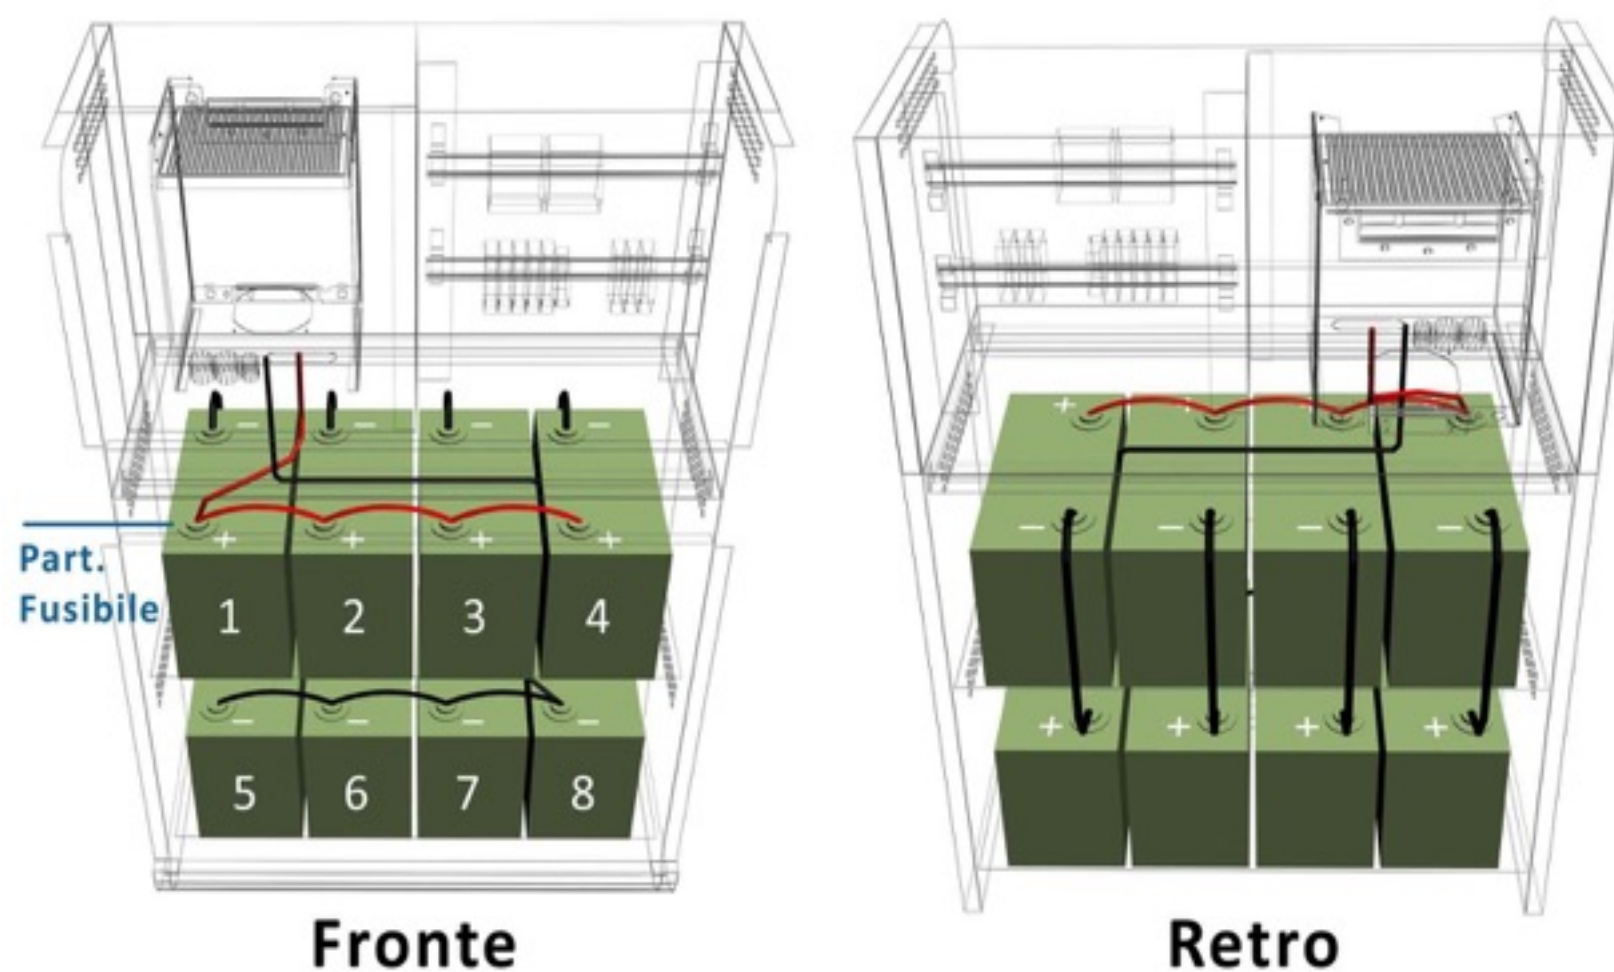 − − − −
+ + + +
Part.
Fusibile
1 2 3 4
− − − −
5 6 7 8
Fronte
+
− − − −
+ + + +
Retro